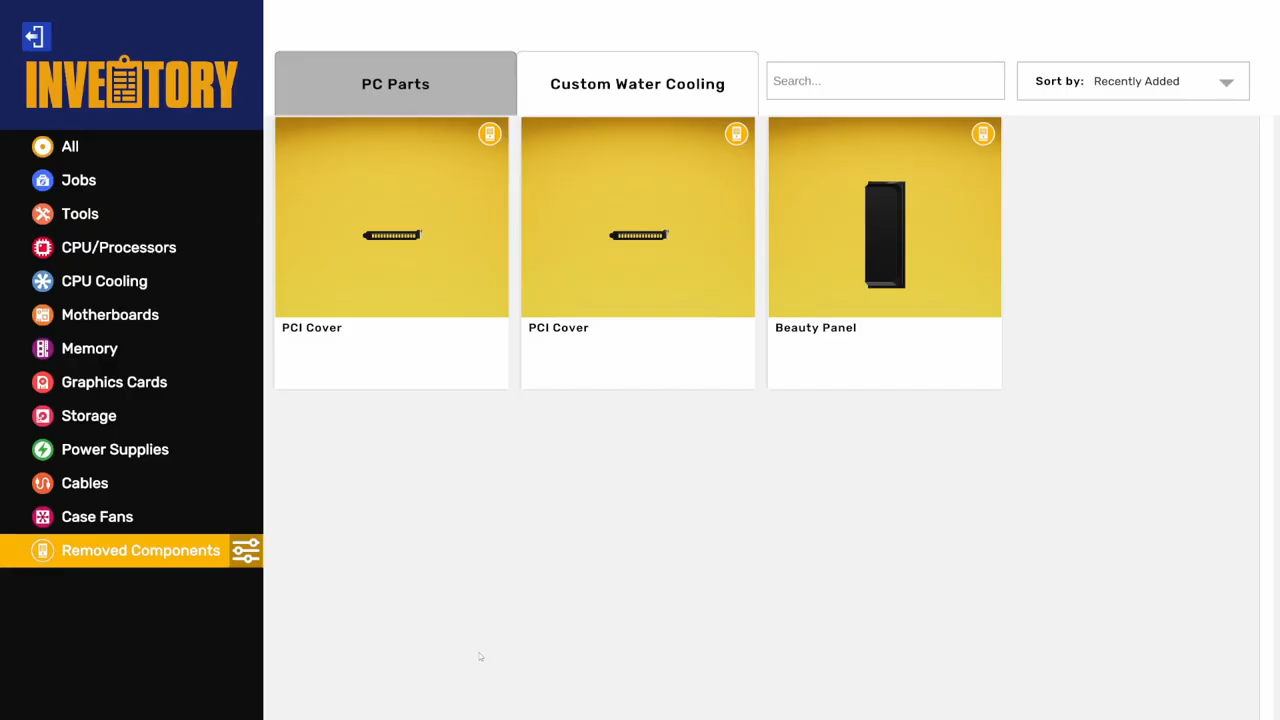 INVENTORY
All
Jobs
Tools
CPU/Processors
CPU Cooling
Motherboards
Memory
Graphics Cards
Storage
Power Supplies
Cables
Case Fans
Removed Components
PC Parts
Custom Water Cooling
Search...
Sort by: Recently Added
PCI Cover
PCI Cover
Beauty Panel